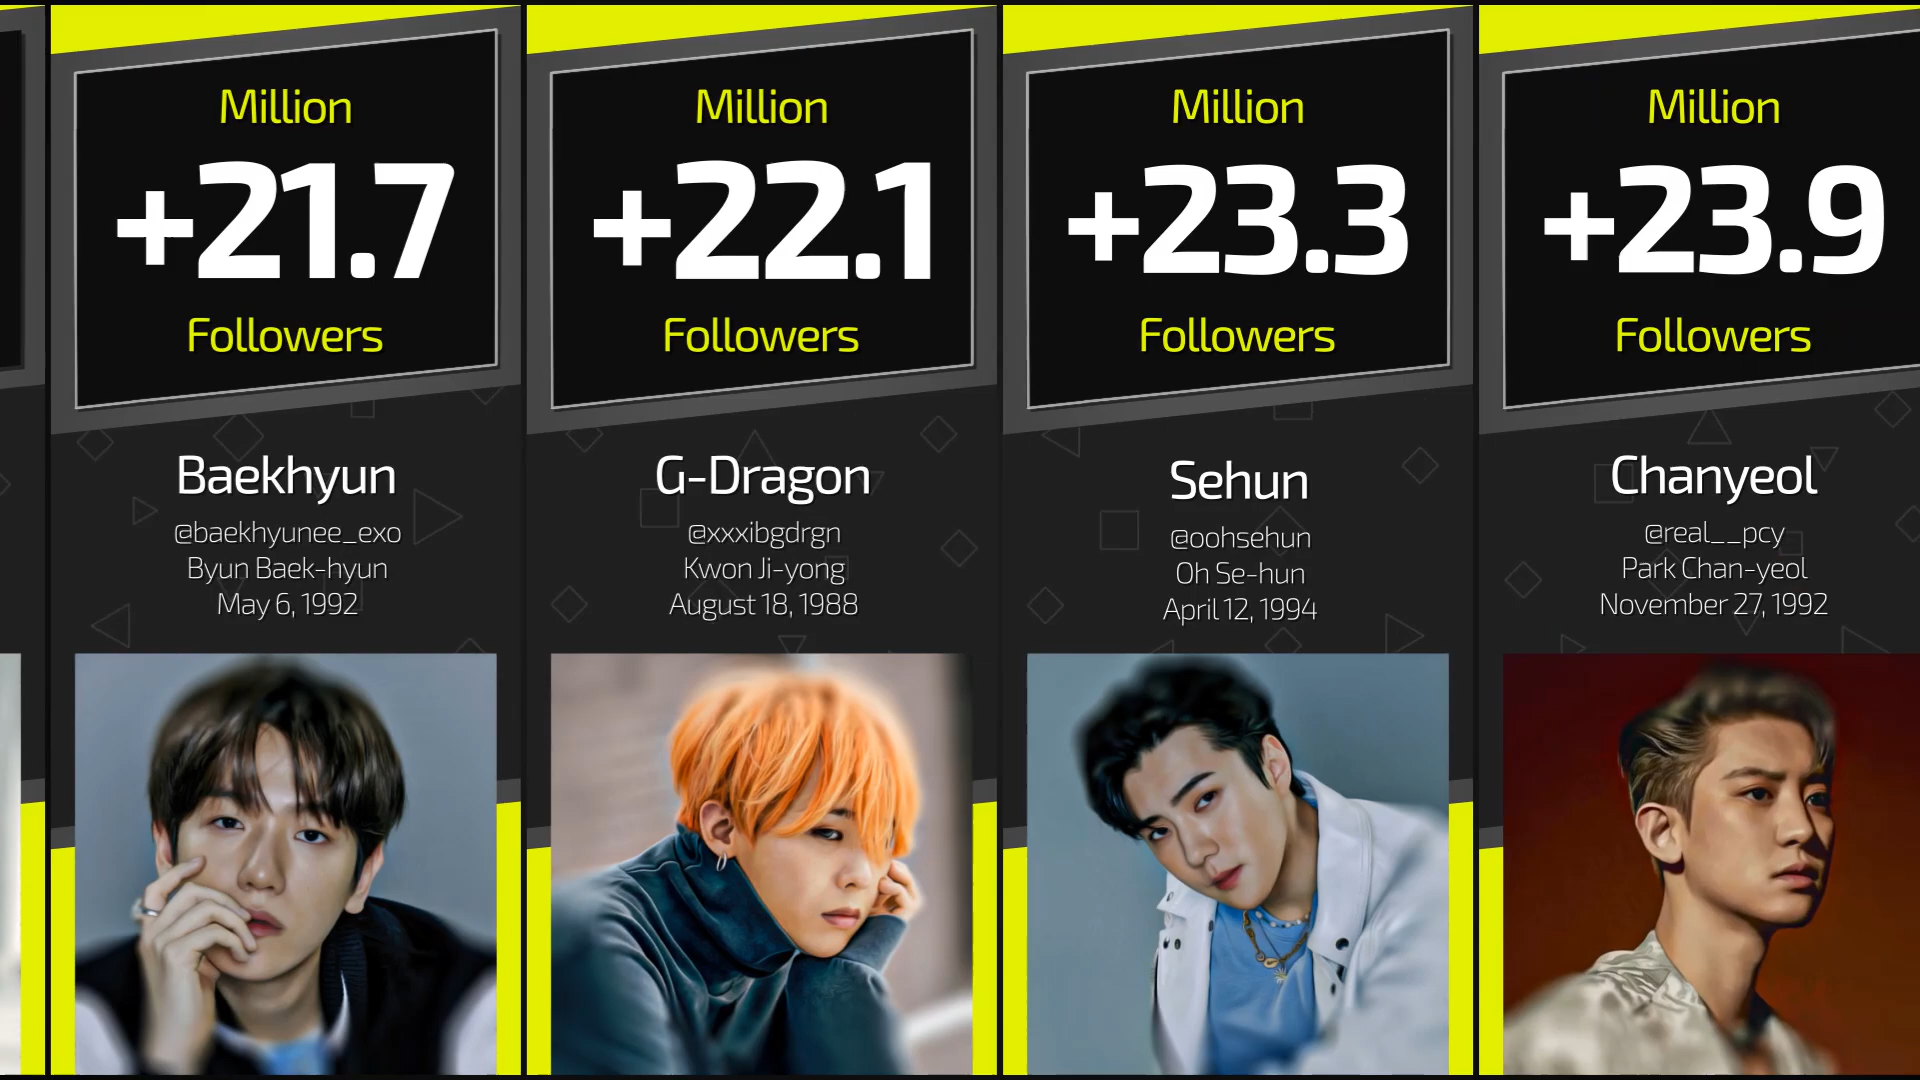 Million
+21.7
Followers
Baekhyun
@baekhyunee_exo
Byun Baek-hyun
May 6, 1992
Million
+22.1
Followers
G-Dragon
@xxxibgdrgn
Kwon Ji-yong
August 18, 1988
Million
+23.3
Followers
Sehun
@oohsehun
Oh Se-hun
April 12, 1994
Million
+23.9
Followers
Chanyeol
@real__pcy
Park Chan-yeol
November 27, 1992